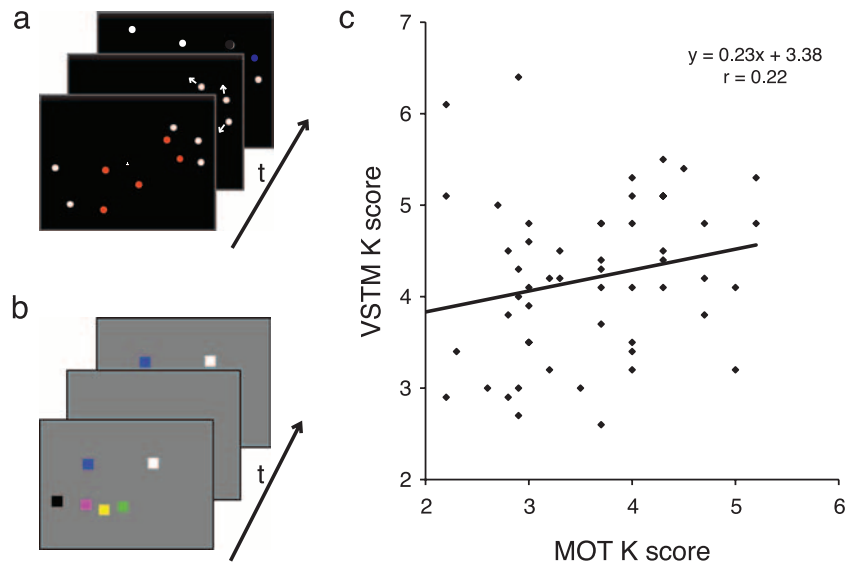 a
t
b
t
c
y = 0.23x + 3.38
r = 0.22
VSTM K score
7
6
5
4
3
2
2 3 4 5 6
MOT K score